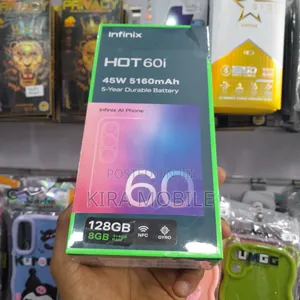 Infinix
HOT 60i
45W 5160mAh
5-Year Durable Battery
Infinix AI Phone
60
KIRA MOBILE
128GB
8GB
NFC
GYRO